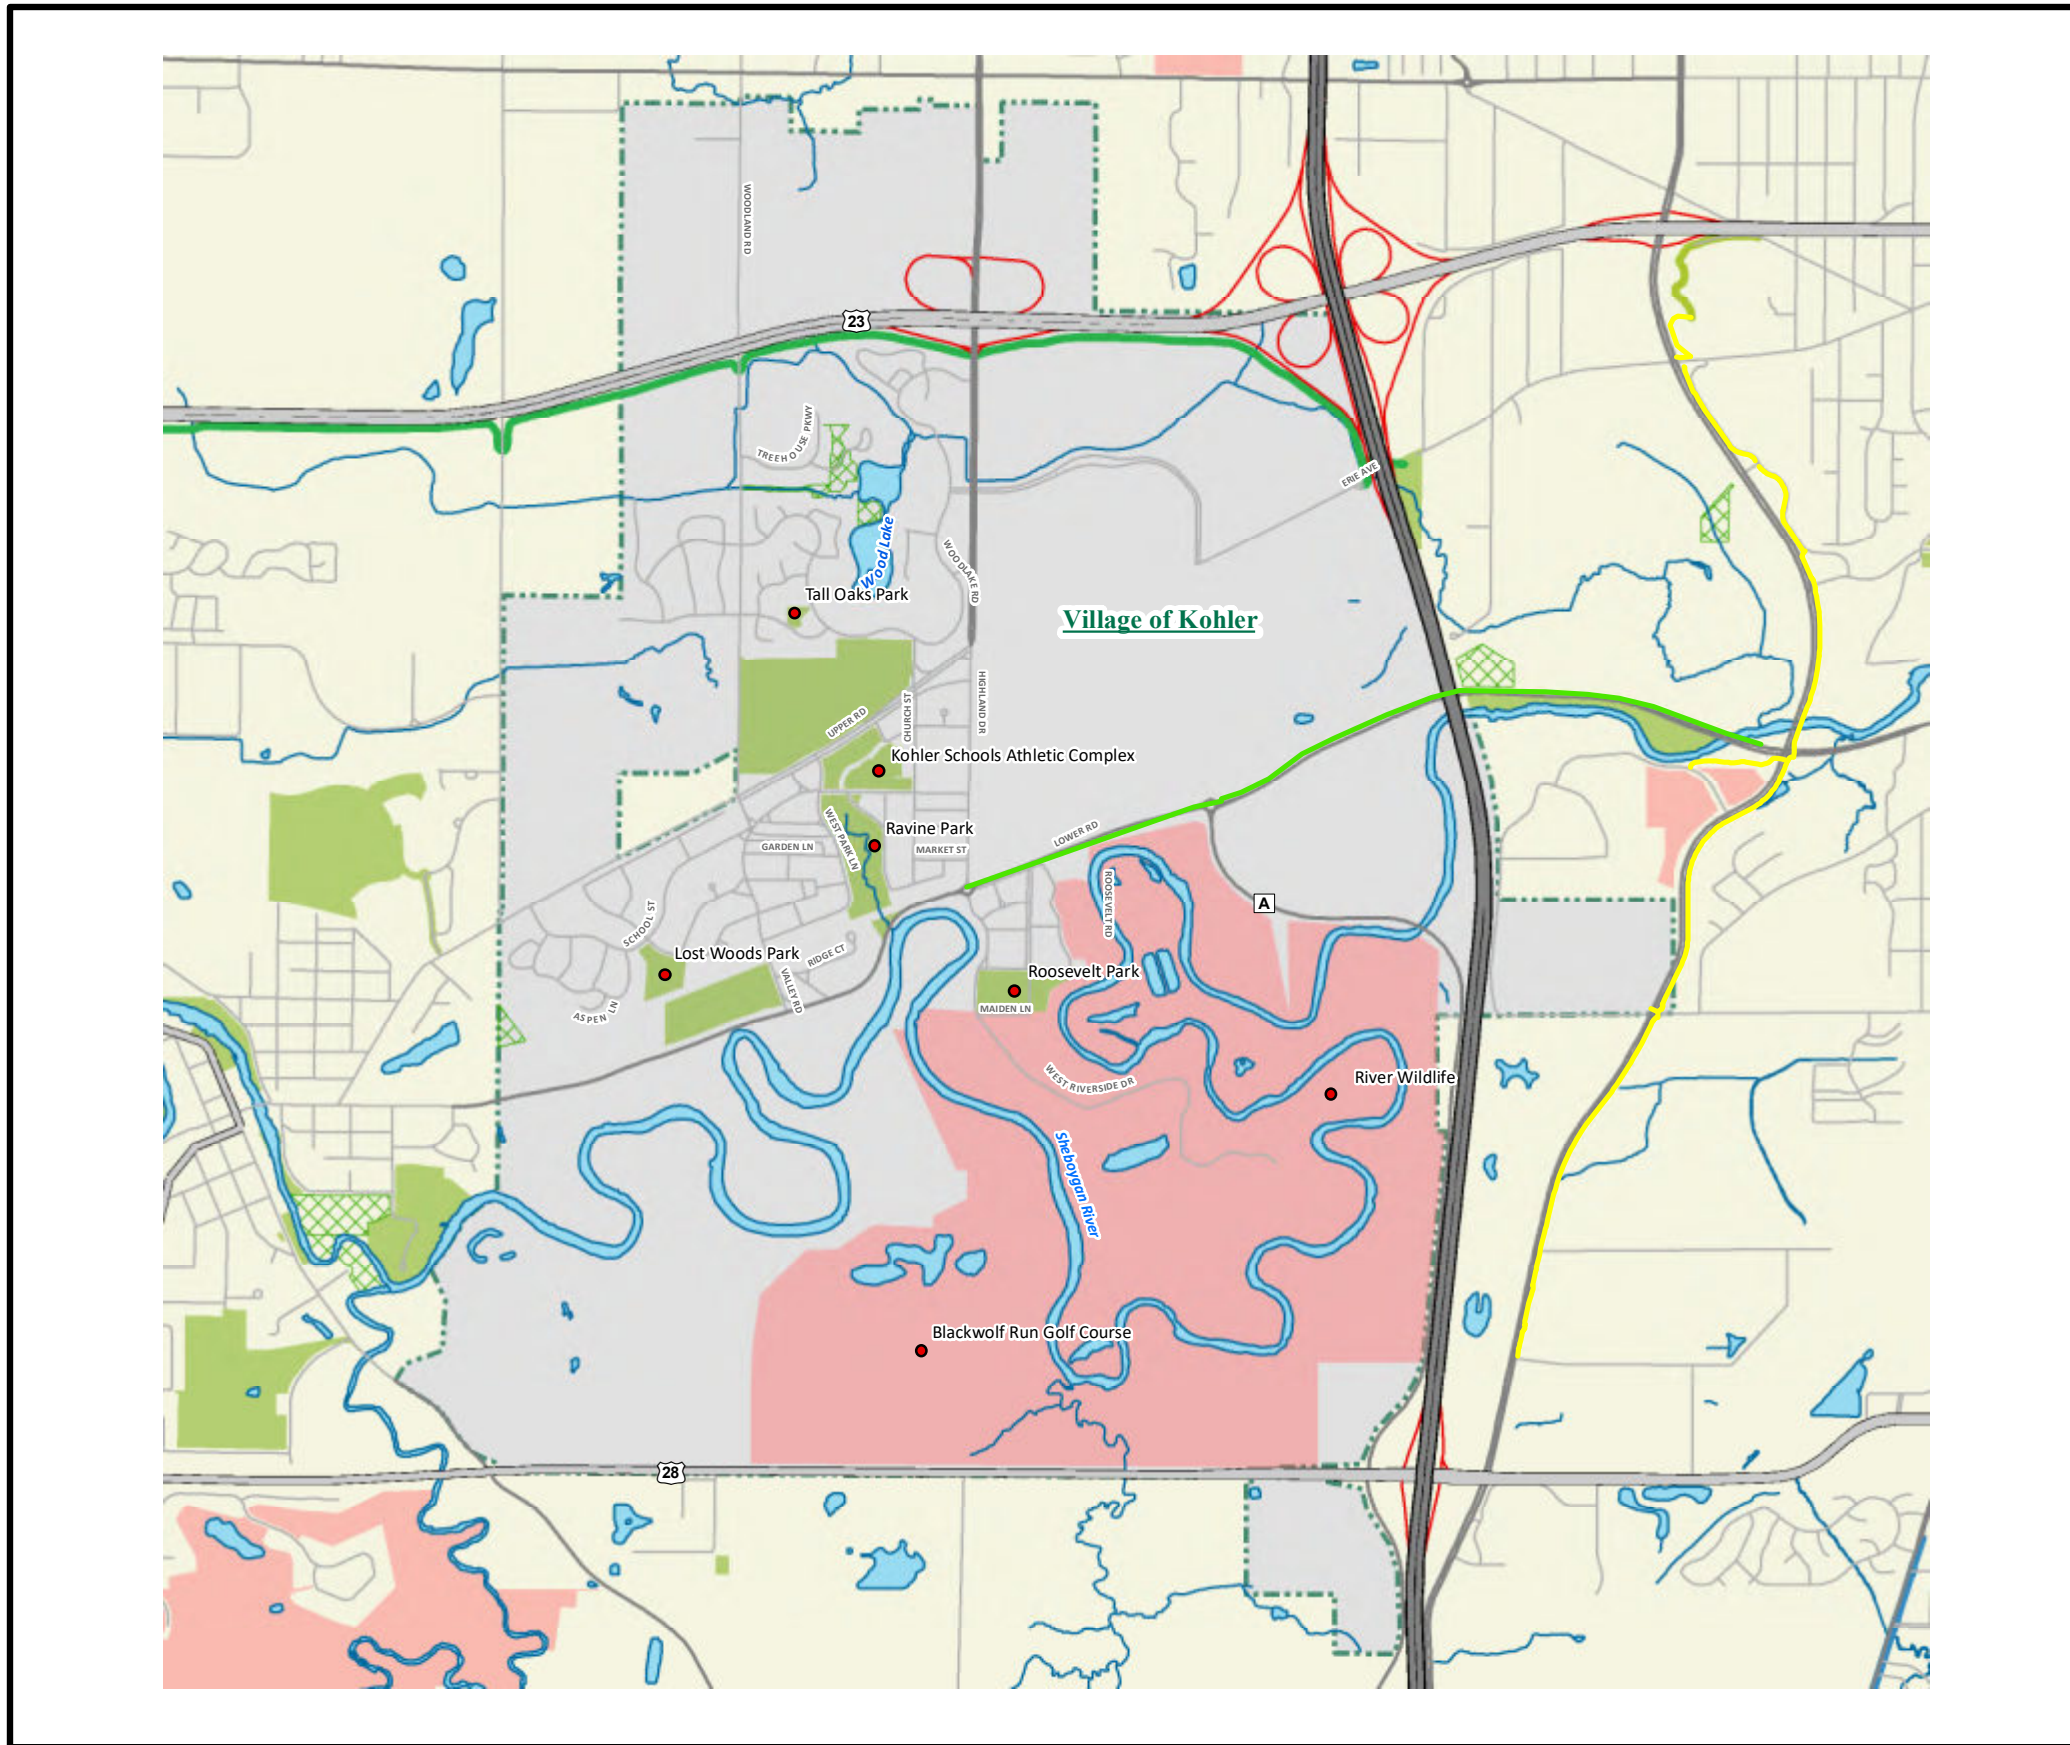 WOODLAND RD
23
TREEHOUSE PKWY
ERIE AVE
Wood Lake
WOODLAKE RD
Tall Oaks Park
Village of Kohler
HIGHLAND DR
CHURCH ST
UPPER RD
Kohler Schools Athletic Complex
WEST PARK LN
Ravine Park
LOWER RD
GARDEN LN
MARKET ST
ROOSEVELT RD
A
SCHOOL ST
Lost Woods Park
RIDGE CT
VALLEY RD
Roosevelt Park
MAIDEN LN
ASPEN LN
WEST RIVERSIDE DR
River Wildlife
Sheboygan River
Blackwolf Run Golf Course
28